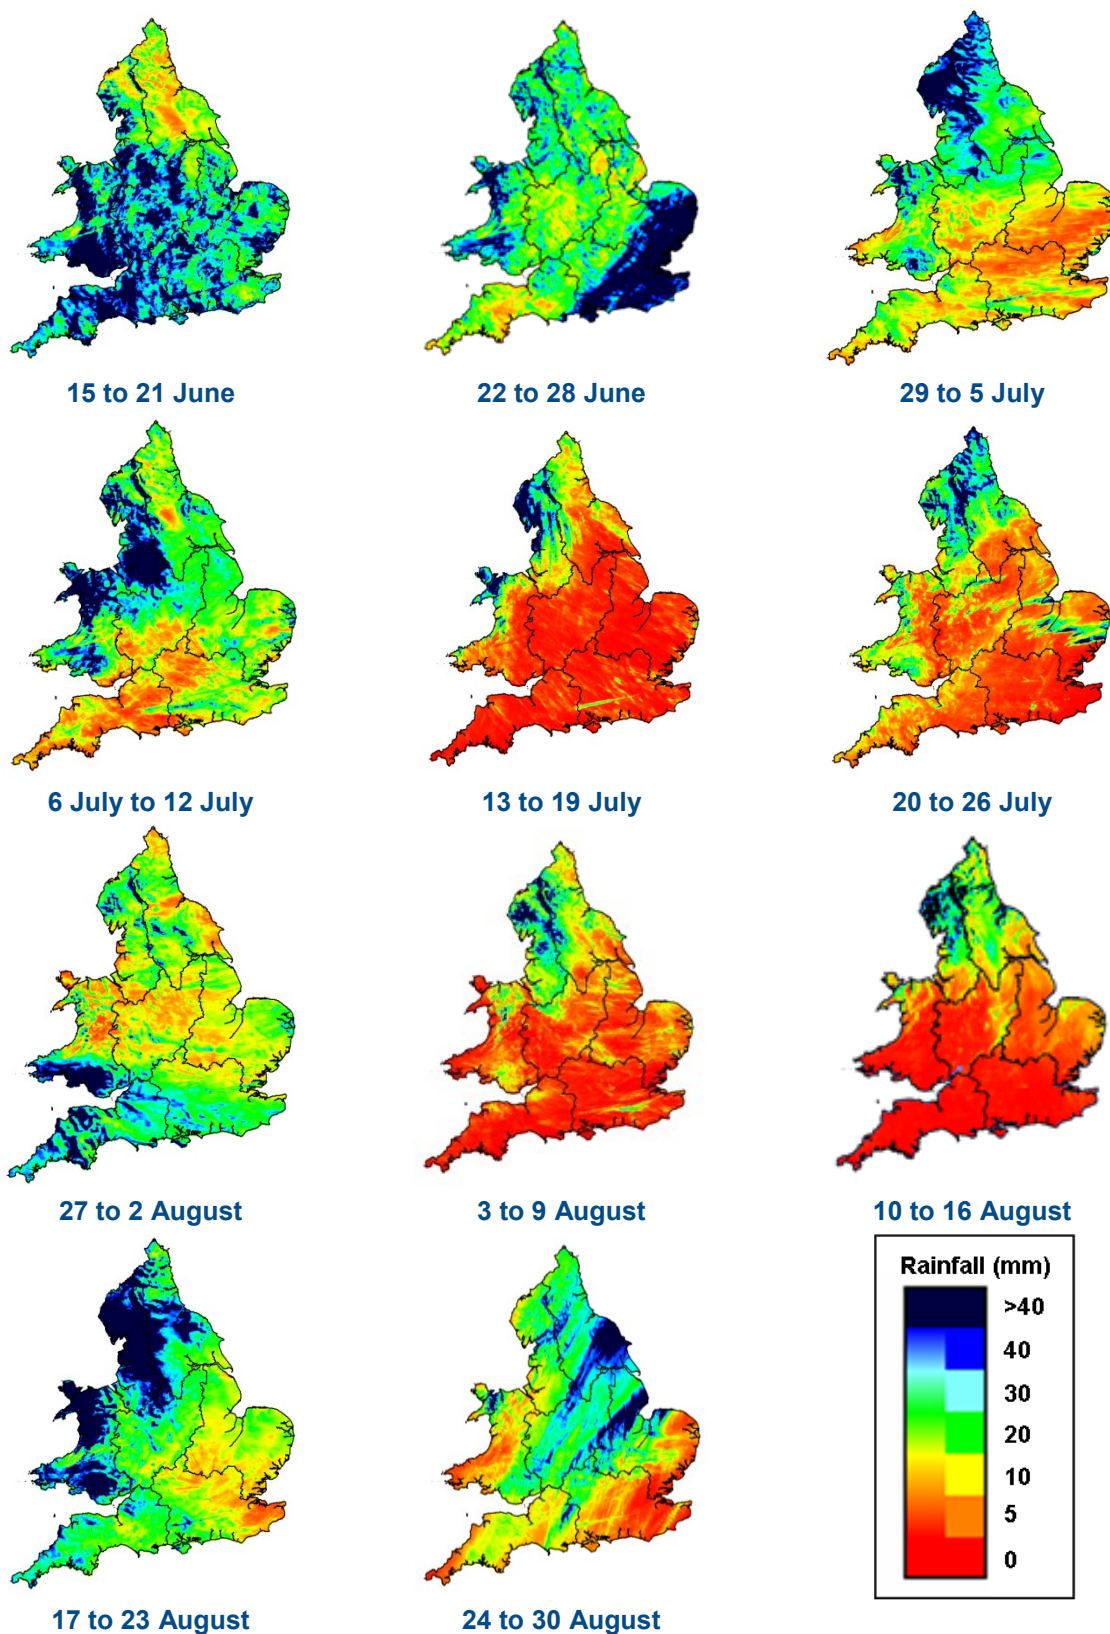 15 to 21 June
22 to 28 June
29 to 5 July
6 July to 12 July
13 to 19 July
20 to 26 July
27 to 2 August
3 to 9 August
10 to 16 August
Rainfall (mm)
>40
40
30
20
10
5
0
17 to 23 August
24 to 30 August